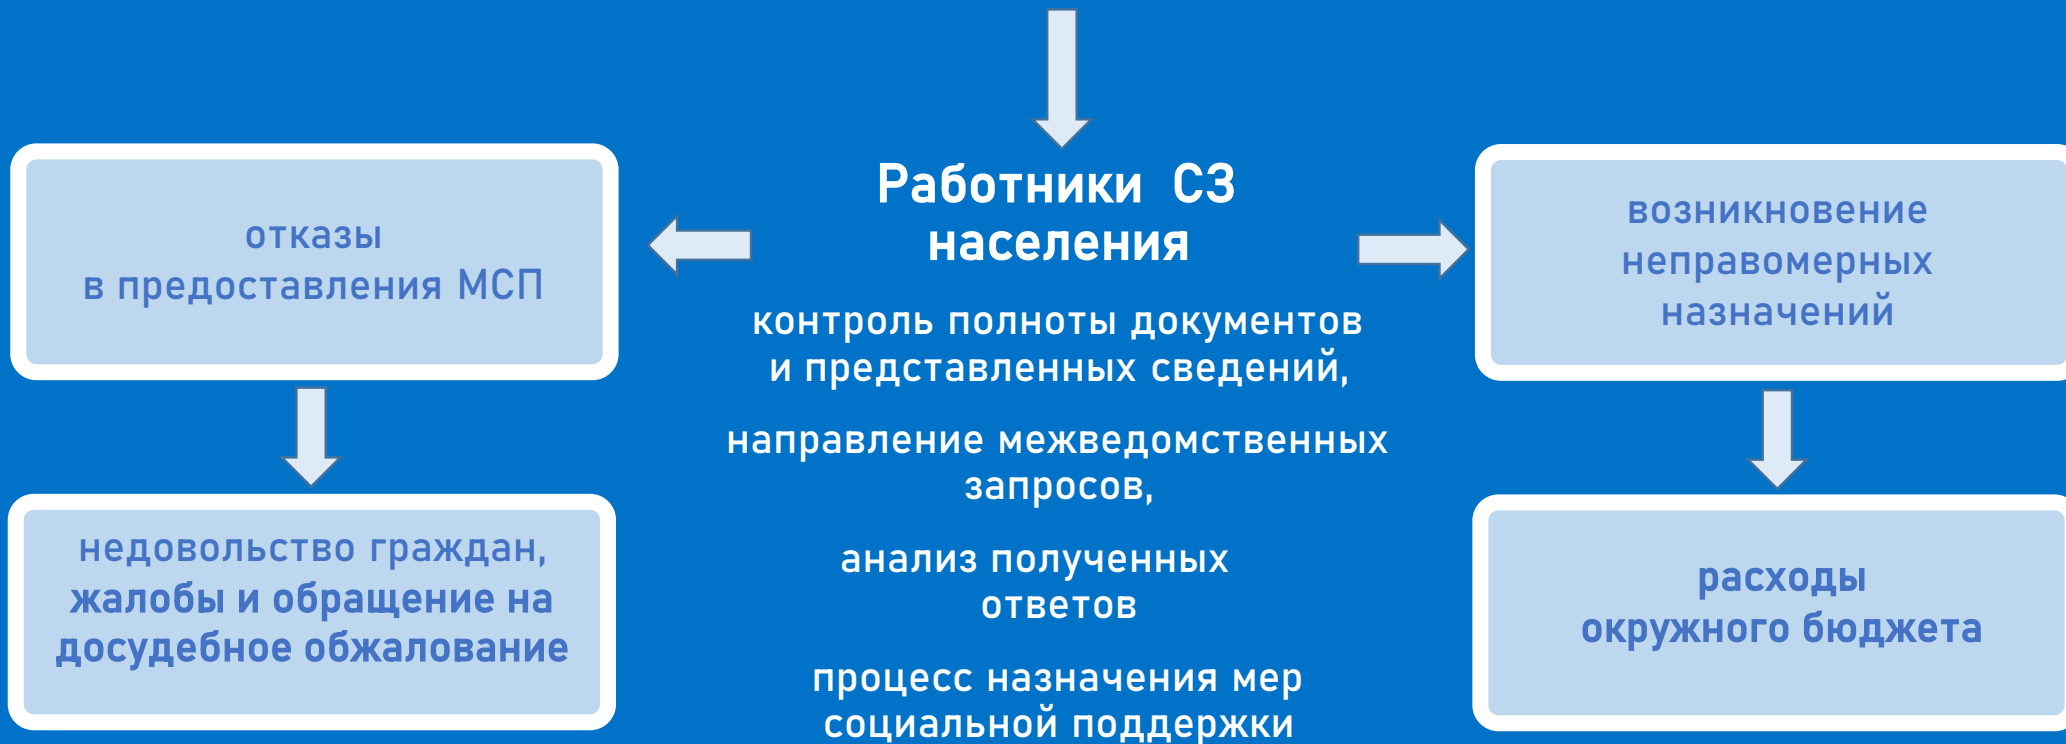 Работники СЗ
населения
контроль полноты документов
и представленных сведений,
направление межведомственных
запросов,
анализ полученных
ответов
процесс назначения мер
социальной поддержки
отказы
в предоставления МСП
недовольство граждан,
жалобы и обращение на
досудебное обжалование
возникновение
неправомерных
назначений
расходы
окружного бюджета